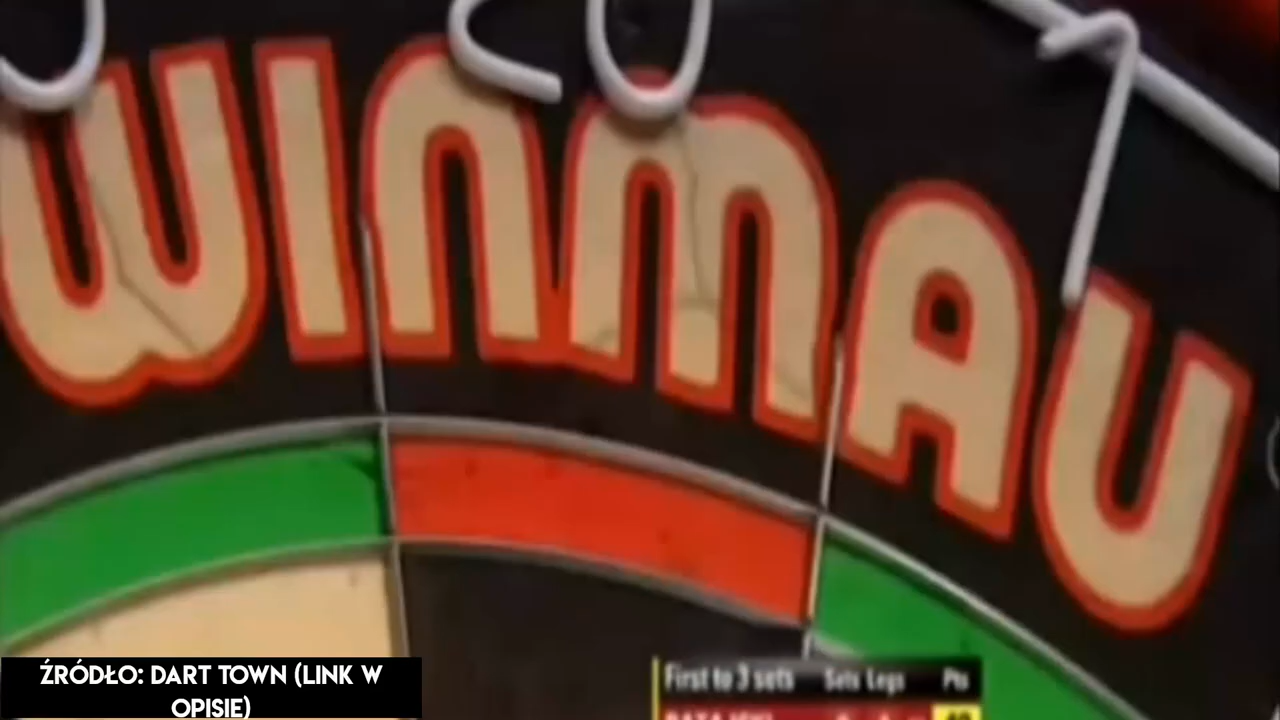 WINMAU
First to 3 sets Sets Legs Pts
ŹRÓDŁO: DART TOWN (LINK W
OPISIE)